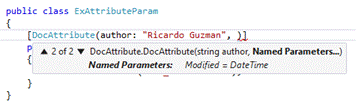 public class ExAttributeParam
{
[DocAttribute(author: "Ricardo Guzman", )]
▲ 2 of 2 ▼ DocAttribute.DocAttribute(string author, Named Parameters...)
Named Parameters: Modified = DateTime
{
}
}